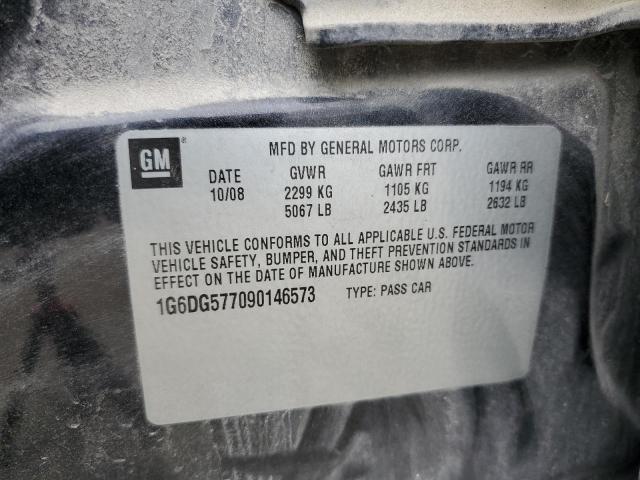 GM
MFD BY GENERAL MOTORS CORP.
DATE GVWR GAWR FRT GAWR RR
10/08 2299 KG 1105 KG 1194 KG
5067 LB 2435 LB 2632 LB
THIS VEHICLE CONFORMS TO ALL APPLICABLE U.S. FEDERAL MOTOR
VEHICLE SAFETY, BUMPER, AND THEFT PREVENTION STANDARDS IN
EFFECT ON THE DATE OF MANUFACTURE SHOWN ABOVE.
1G6DG577090146573 TYPE: PASS CAR